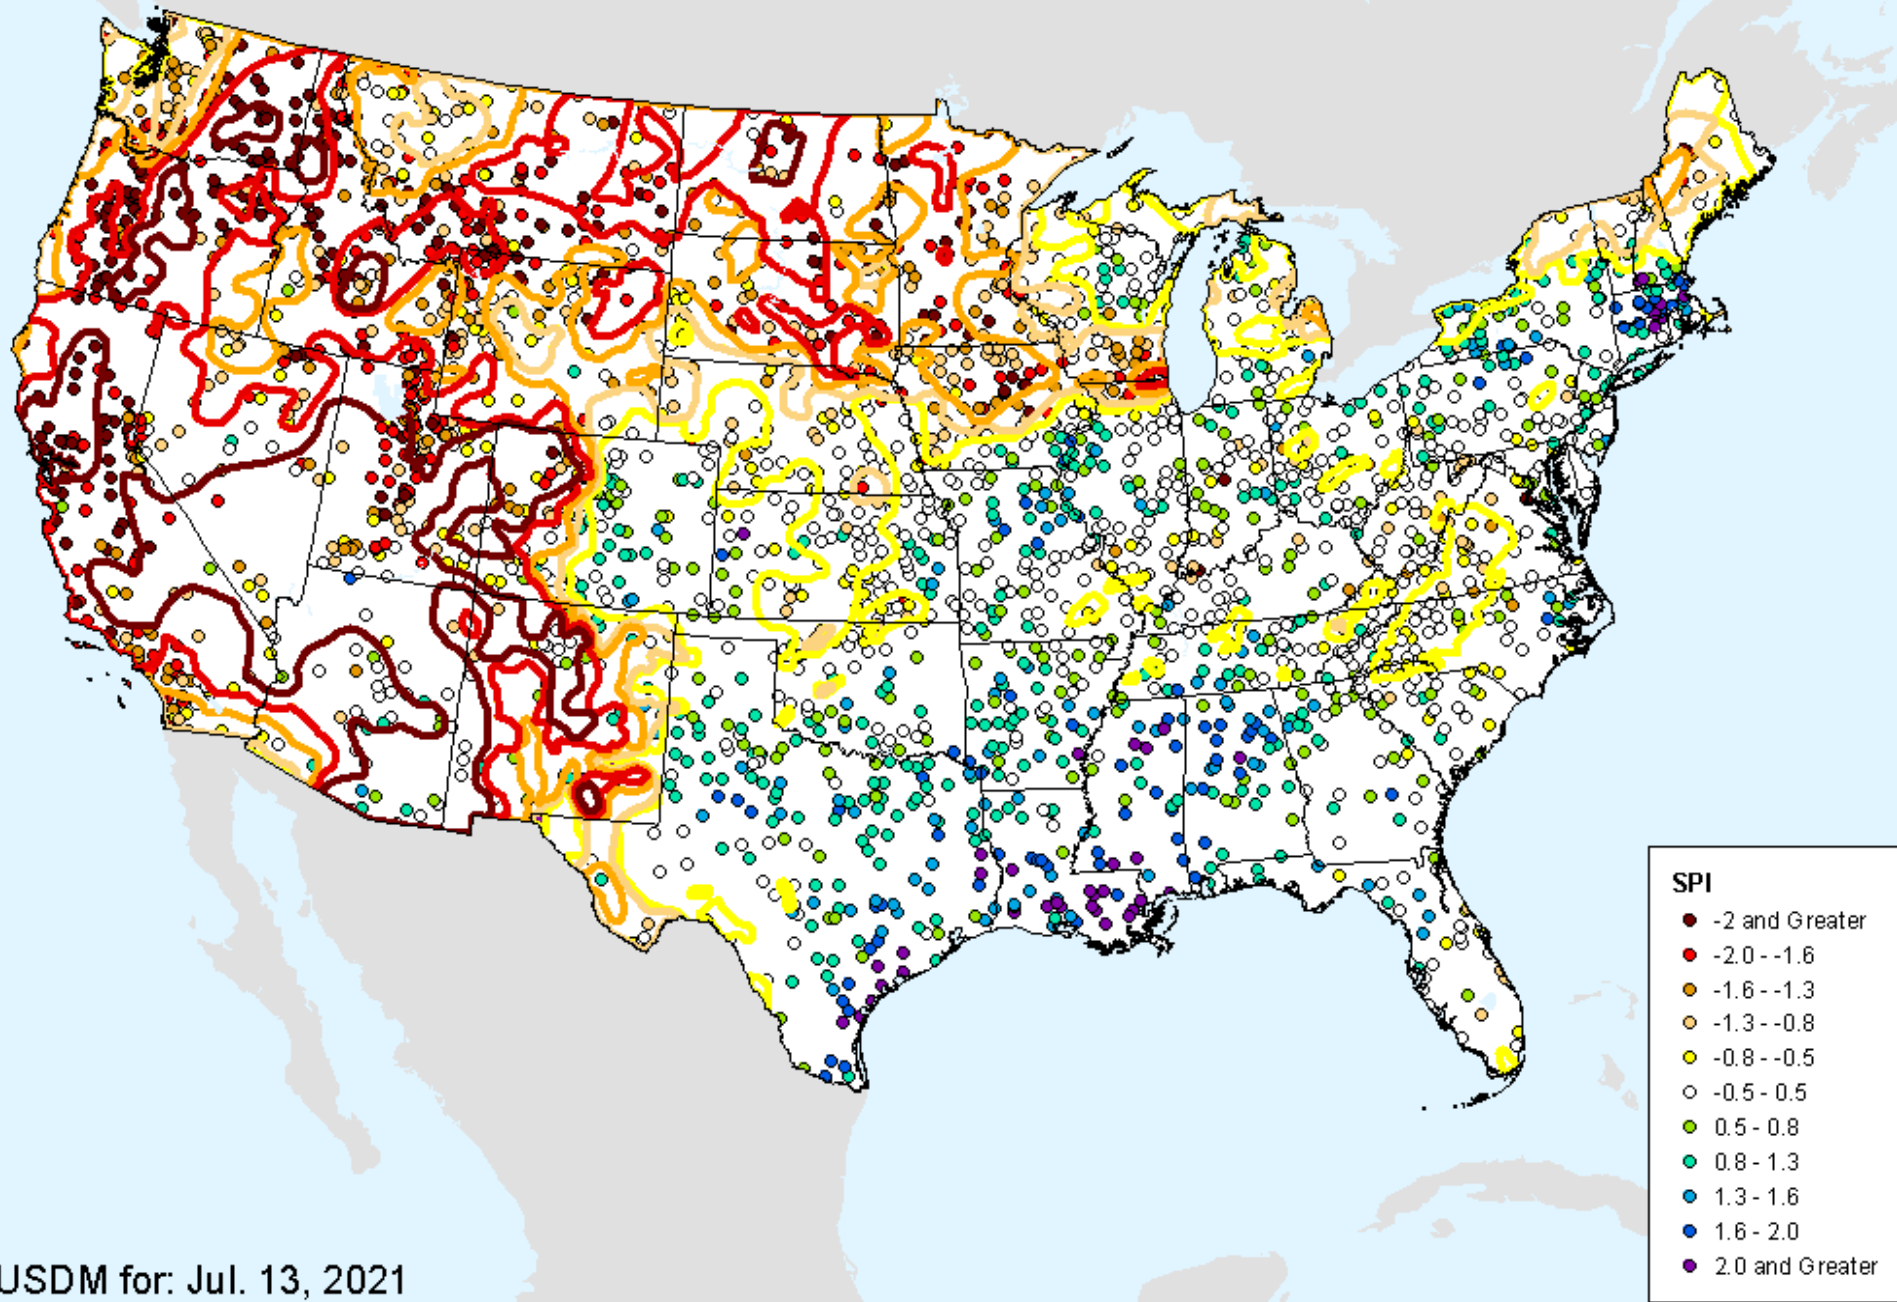 SPI
-2 and Greater
-2.0 - -1.6
-1.6 - -1.3
-1.3 - -0.8
-0.8 - -0.5
-0.5 - 0.5
0.5 - 0.8
0.8 - 1.3
1.3 - 1.6
1.6 - 2.0
2.0 and Greater
USDM for: Jul. 13, 2021